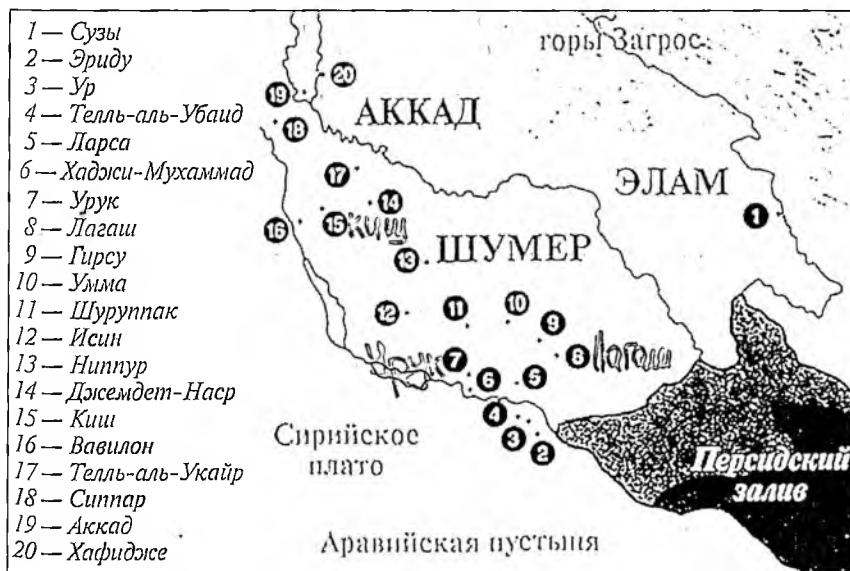 1 — Сузы
2 — Эриду
3 — Ур
4 — Телль-аль-Убаид
5 — Ларса
6 — Хаджи-Мухаммад
7 — Урук
8 — Лагаш
9 — Гирсу
10 — Умма
11 — Шуруппак
12 — Исин
13 — Ниппур
14 — Джемдет-Наср
15 — Киш
16 — Вавилон
17 — Телль-аль-Укайр
18 — Сиппар
19 — Аккад
20 — Хафидже
горы Загрос
20
19
АККАД
18
17
ЭЛАМ
14
1
16
15
Киш
ШУМЕР
13
12
11
10
9
Урук
7
8
Лагаш
6
5
4
Сирийское
плато
3
2
Персидский
залив
Аравийская пустыня